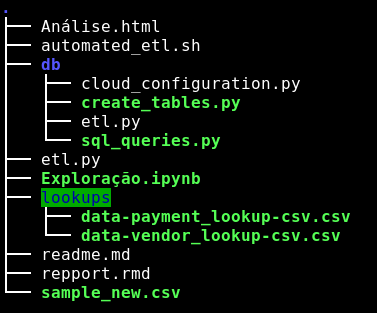 .
├── Análise.html
├── automated_etl.sh
├── db
│   ├── cloud_configuration.py
│   ├── create_tables.py
│   ├── etl.py
│   └── sql_queries.py
├── etl.py
├── Exploração.ipynb
├── lookups
│   ├── data-payment_lookup-csv.csv
│   └── data-vendor_lookup-csv.csv
├── readme.md
├── repport.rmd
└── sample_new.csv